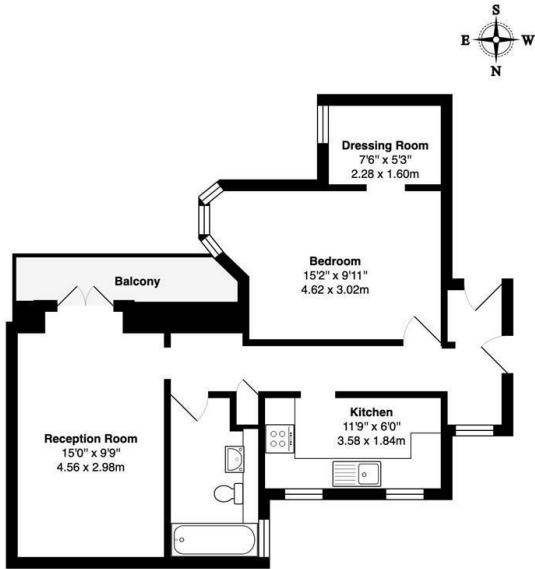 S
E W
N
Dressing Room
7'6" x 5'3"
2.28 x 1.60m
Bedroom
15'2" x 9'11"
4.62 x 3.02m
Balcony
Kitchen
11'9" x 6'0"
3.58 x 1.84m
Reception Room
15'0" x 9'9"
4.56 x 2.98m